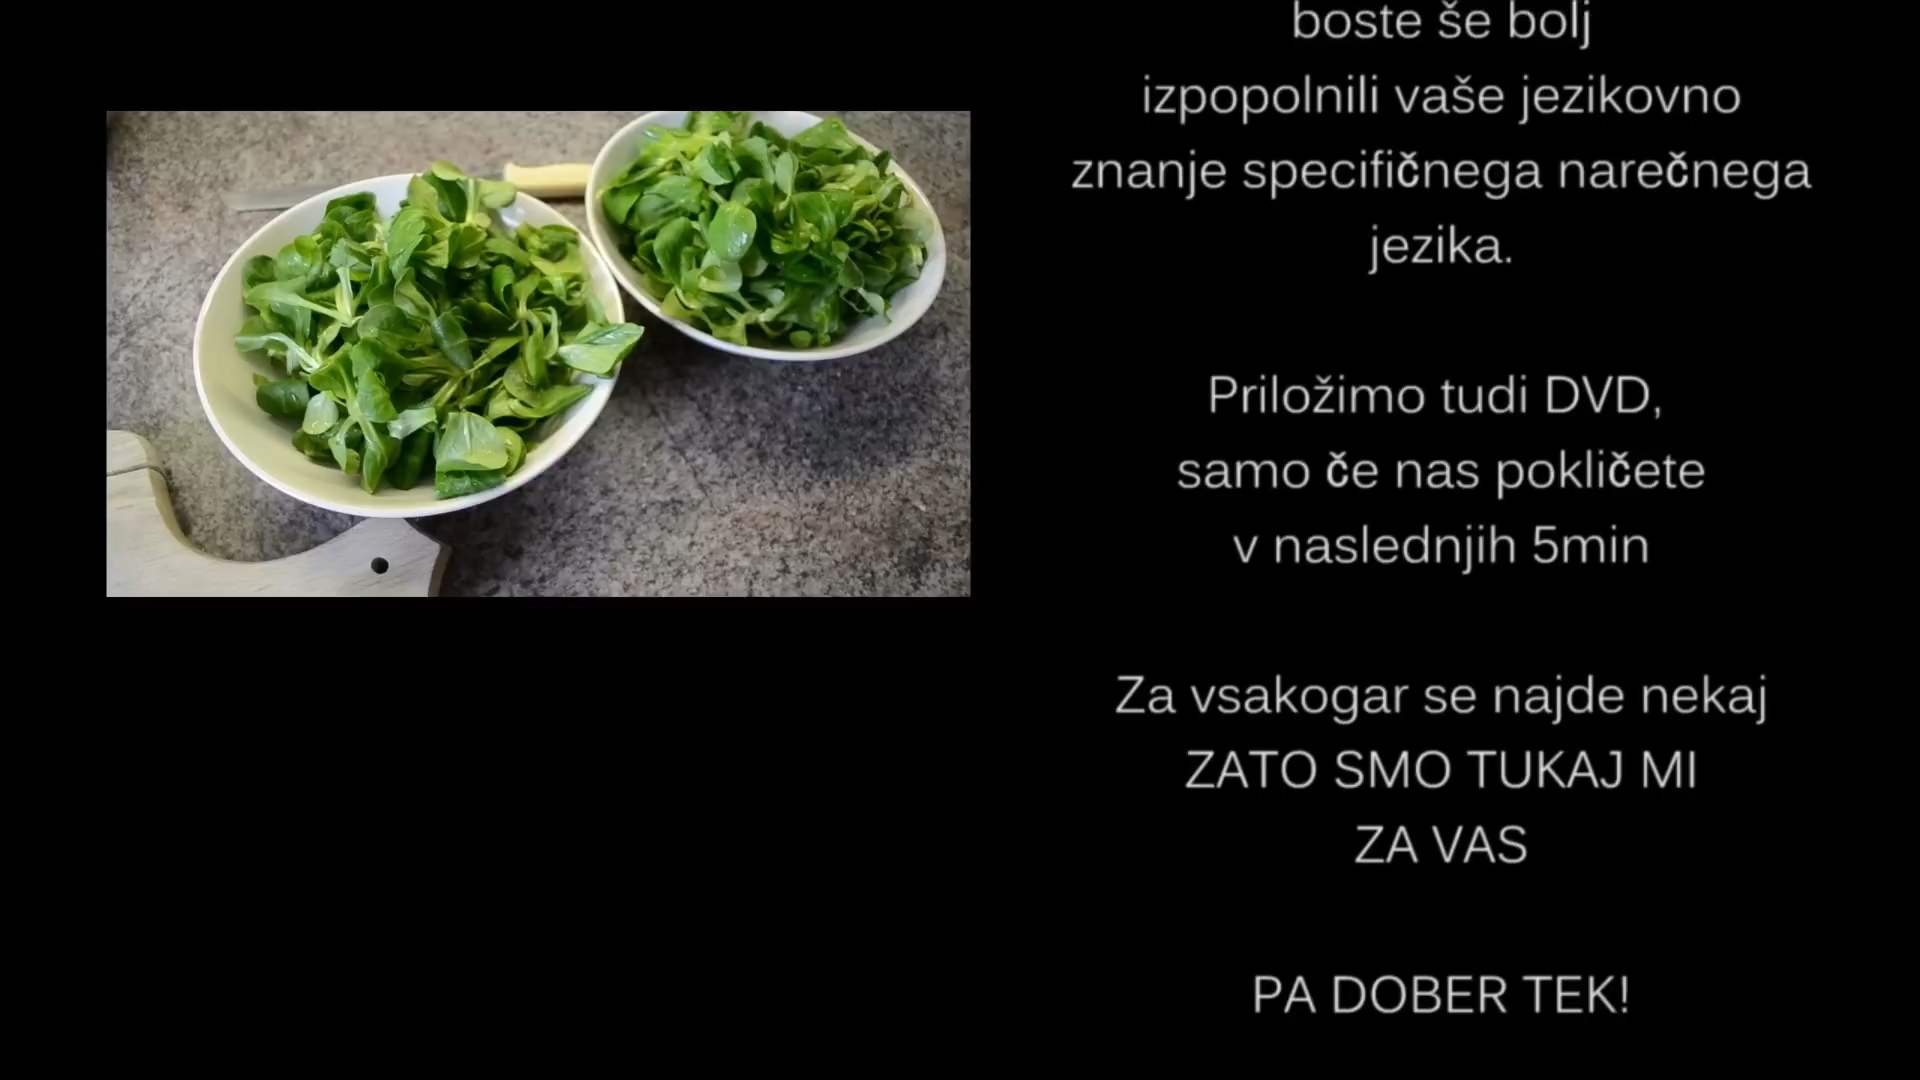 boste še bolj
izpopolnili vaše jezikovno
znanje specifičnega narečnega
jezika.
Priložimo tudi DVD,
samo če nas pokličete
v naslednjih 5min
Za vsakogar se najde nekaj
ZATO SMO TUKAJ MI
ZA VAS
PA DOBER TEK!